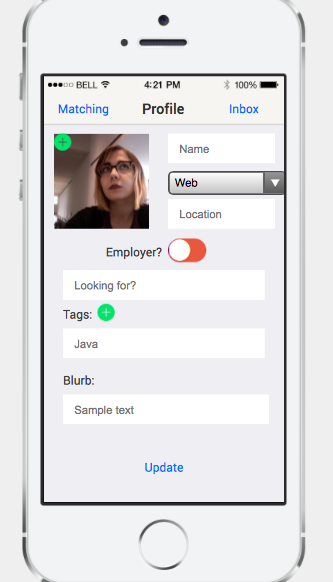 BELL 4:21 PM 100%
Matching Profile Inbox
Name
Web
Location
Employer?
Looking for?
Tags:
Java
Blurb:
Sample text
Update